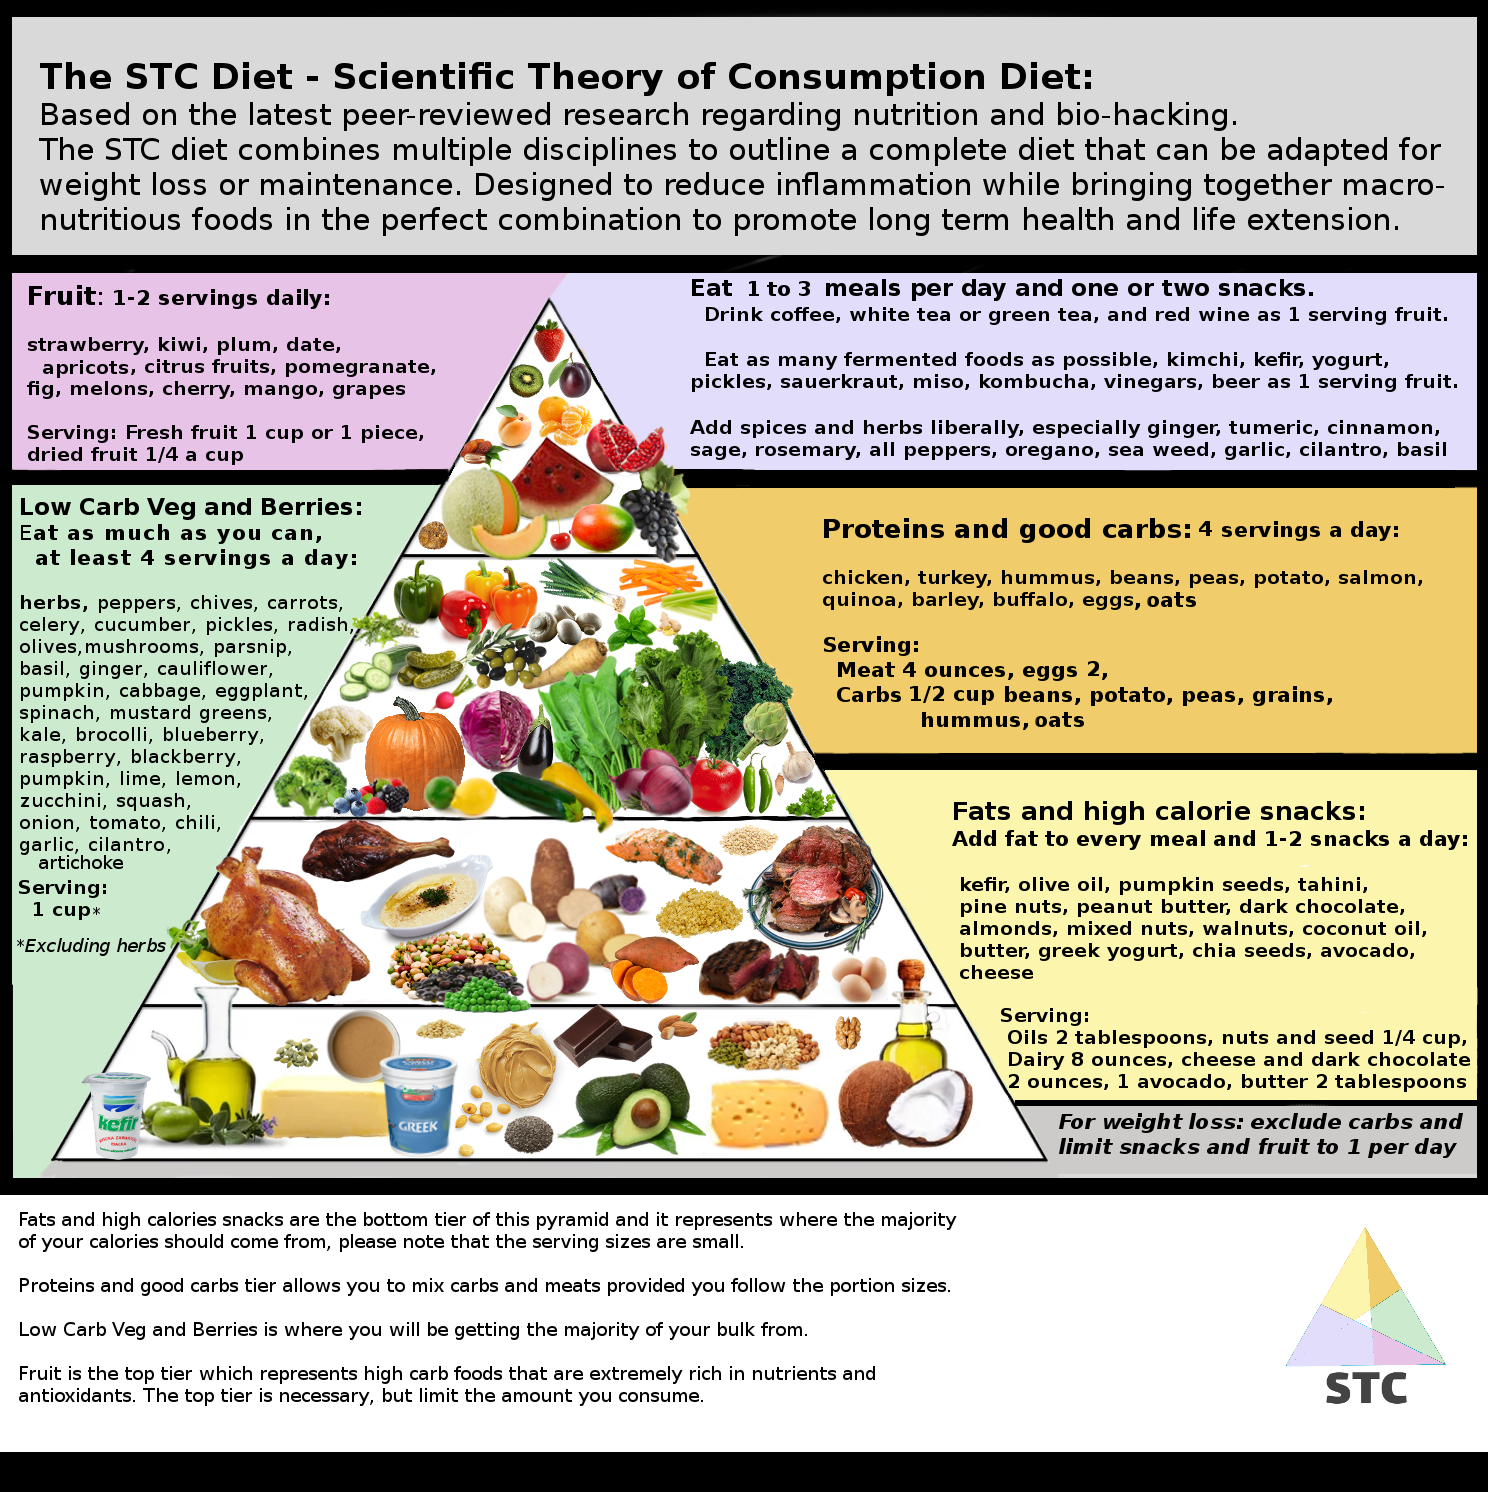 The STC Diet - Scientific Theory of Consumption Diet:
Based on the latest peer-reviewed research regarding nutrition and bio-hacking.
The STC diet combines multiple disciplines to outline a complete diet that can be adapted for
weight loss or maintenance. Designed to reduce inflammation while bringing together macro-
nutritious foods in the perfect combination to promote long term health and life extension.
Fruit: 1-2 servings daily:
strawberry, kiwi, plum, date,
apricots, citrus fruits, pomegranate,
fig, melons, cherry, mango, grapes
Serving: Fresh fruit 1 cup or 1 piece,
dried fruit 1/4 a cup
Eat 1 to 3 meals per day and one or two snacks.
Drink coffee, white tea or green tea, and red wine as 1 serving fruit.
Eat as many fermented foods as possible, kimchi, kefir, yogurt,
pickles, sauerkraut, miso, kombucha, vinegars, beer as 1 serving fruit.
Add spices and herbs liberally, especially ginger, tumeric, cinnamon,
sage, rosemary, all peppers, oregano, sea weed, garlic, cilantro, basil
Low Carb Veg and Berries:
Eat as much as you can,
at least 4 servings a day:
herbs, peppers, chives, carrots,
celery, cucumber, pickles, radish,
olives,mushrooms, parsnip,
basil, ginger, cauliflower,
pumpkin, cabbage, eggplant,
spinach, mustard greens,
kale, brocolli, blueberry,
raspberry, blackberry,
pumpkin, lime, lemon,
zucchini, squash,
onion, tomato, chili,
garlic, cilantro,
artichoke
Serving:
1 cup*
*Excluding herbs
Proteins and good carbs: 4 servings a day:
chicken, turkey, hummus, beans, peas, potato, salmon,
quinoa, barley, buffalo, eggs, oats
Serving:
Meat 4 ounces, eggs 2,
Carbs 1/2 cup beans, potato, peas, grains,
hummus, oats
Fats and high calorie snacks:
Add fat to every meal and 1-2 snacks a day:
kefir, olive oil, pumpkin seeds, tahini,
pine nuts, peanut butter, dark chocolate,
almonds, mixed nuts, walnuts, coconut oil,
butter, greek yogurt, chia seeds, avocado,
cheese
Serving:
Oils 2 tablespoons, nuts and seed 1/4 cup,
Dairy 8 ounces, cheese and dark chocolate
2 ounces, 1 avocado, butter 2 tablespoons
kefir
GREEK
For weight loss: exclude carbs and
limit snacks and fruit to 1 per day
Fats and high calories snacks are the bottom tier of this pyramid and it represents where the majority
of your calories should come from, please note that the serving sizes are small.
Proteins and good carbs tier allows you to mix carbs and meats provided you follow the portion sizes.
Low Carb Veg and Berries is where you will be getting the majority of your bulk from.
Fruit is the top tier which represents high carb foods that are extremely rich in nutrients and
antioxidants. The top tier is necessary, but limit the amount you consume.
STC